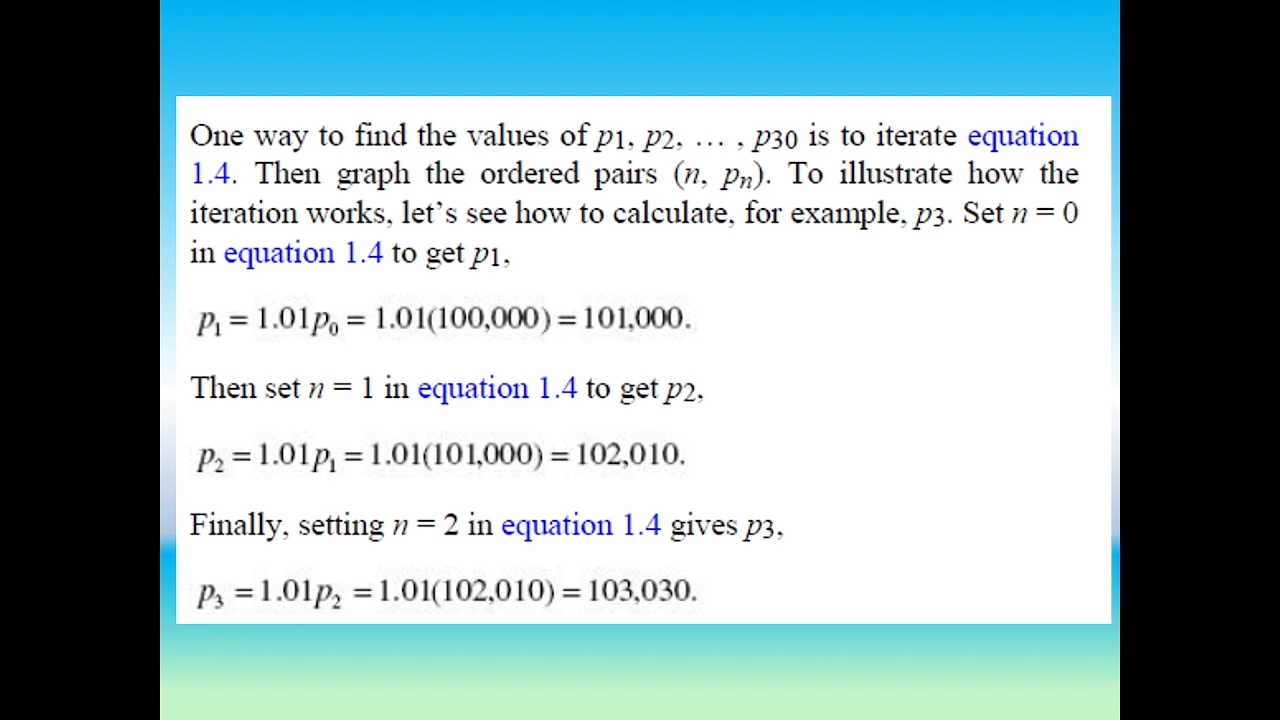 One way to find the values of p1, p2, … , p30 is to iterate equation
1.4. Then graph the ordered pairs (n, pn). To illustrate how the
iteration works, let’s see how to calculate, for example, p3. Set n = 0
in equation 1.4 to get p1,
p₁ = 1.01p₀ = 1.01(100,000) = 101,000.
Then set n = 1 in equation 1.4 to get p2,
p₂ = 1.01p₁ = 1.01(101,000) = 102,010.
Finally, setting n = 2 in equation 1.4 gives p3,
p₃ = 1.01p₂ = 1.01(102,010) = 103,030.